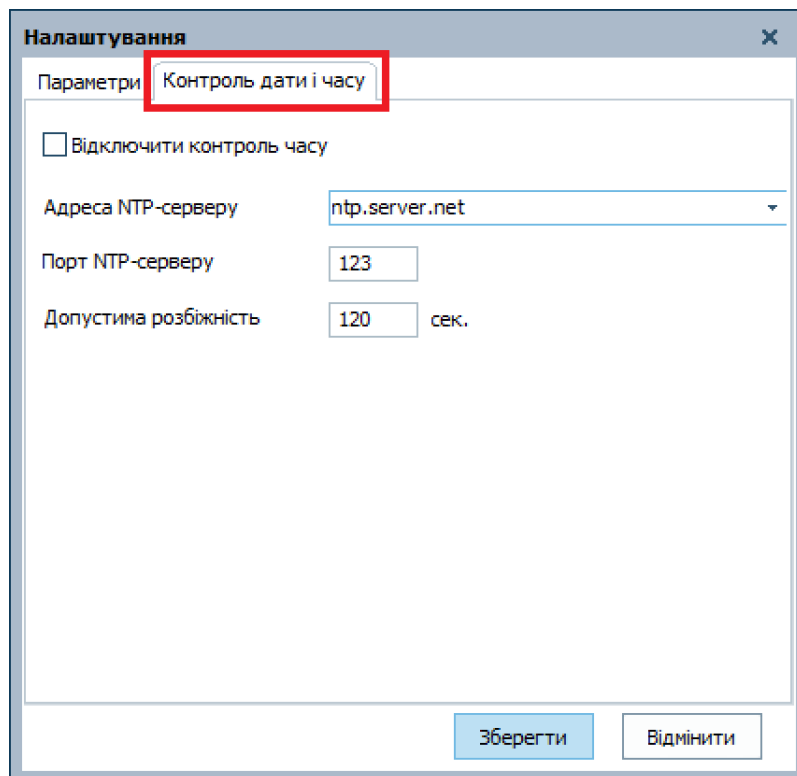 Налаштування
Параметри Контроль дати і часу
Відключити контроль часу
Адреса NTP-серверу ntp.server.net
Порт NTP-серверу 123
Допустима розбіжність 120 сек.
Зберегти Відмінити